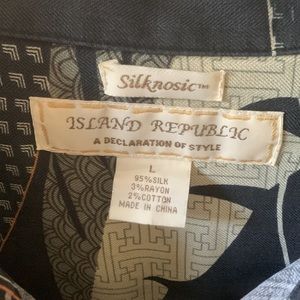 Silknosic™
ISLAND REPUBLIC
A DECLARATION OF STYLE
L
95%SILK
3%RAYON
2%COTTON
MADE IN CHINA